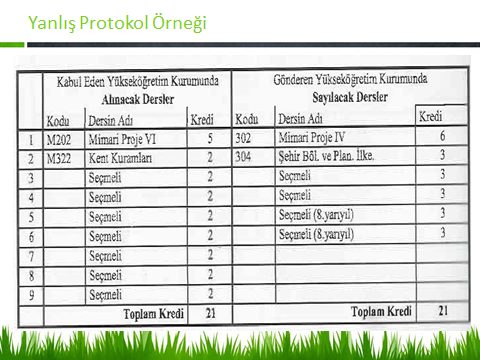 Yanlış Protokol Örneği
Kabul Eden Yükseköğretim Kurumunda Gönderen Yükseköğretim Kurumunda
Alınacak Dersler Sayılacak Dersler
Kodu Dersin Adı Kredi Kodu Dersin Adı Kredi
1 M202 Mimari Proje VI 5 302 Mimari Proje IV 6
2 M322 Kent Kuramları 2 304 Şehir Böl. ve Plan. İlke. 3
3 Seçmeli 2 Seçmeli 3
4 Seçmeli 2 Seçmeli 3
5 Seçmeli 2 Seçmeli (8.yarıyıl) 3
6 Seçmeli 2 Seçmeli (8.yarıyıl) 3
7 Seçmeli 2
8 Seçmeli 2
9 Seçmeli 2
Toplam Kredi 21 Toplam Kredi 21